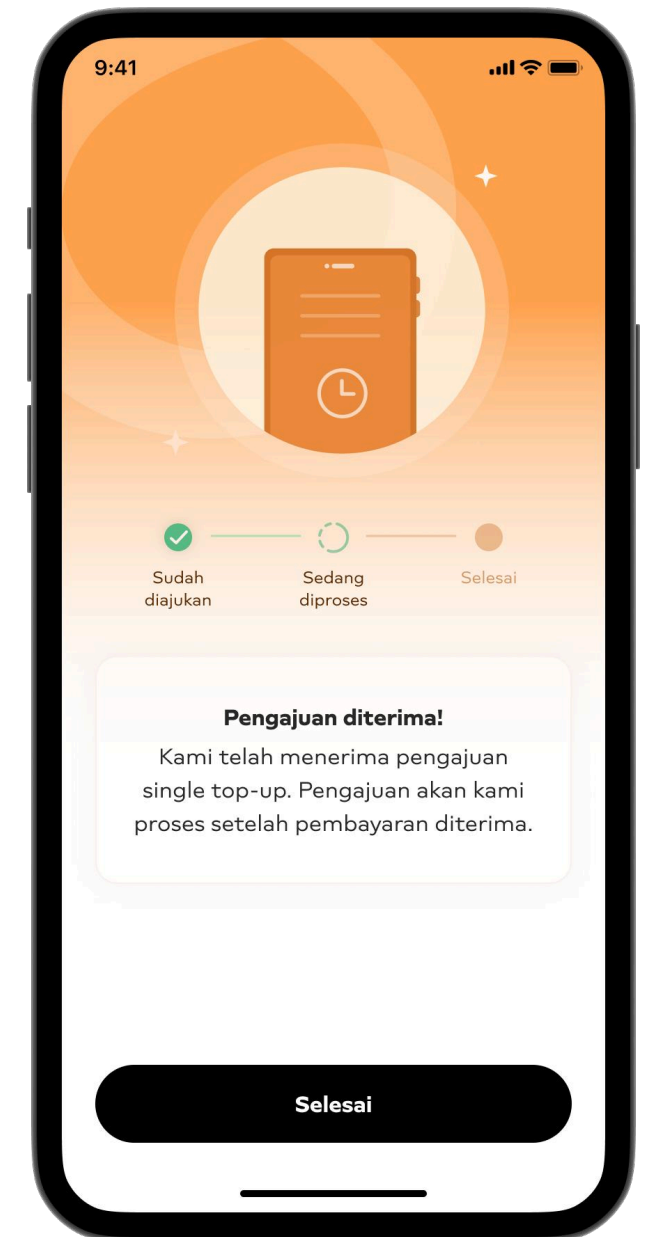 9:41
Sudah
diajukan
Sedang
diproses
Selesai
Pengajuan diterima!
Kami telah menerima pengajuan
single top-up. Pengajuan akan kami
proses setelah pembayaran diterima.
Selesai